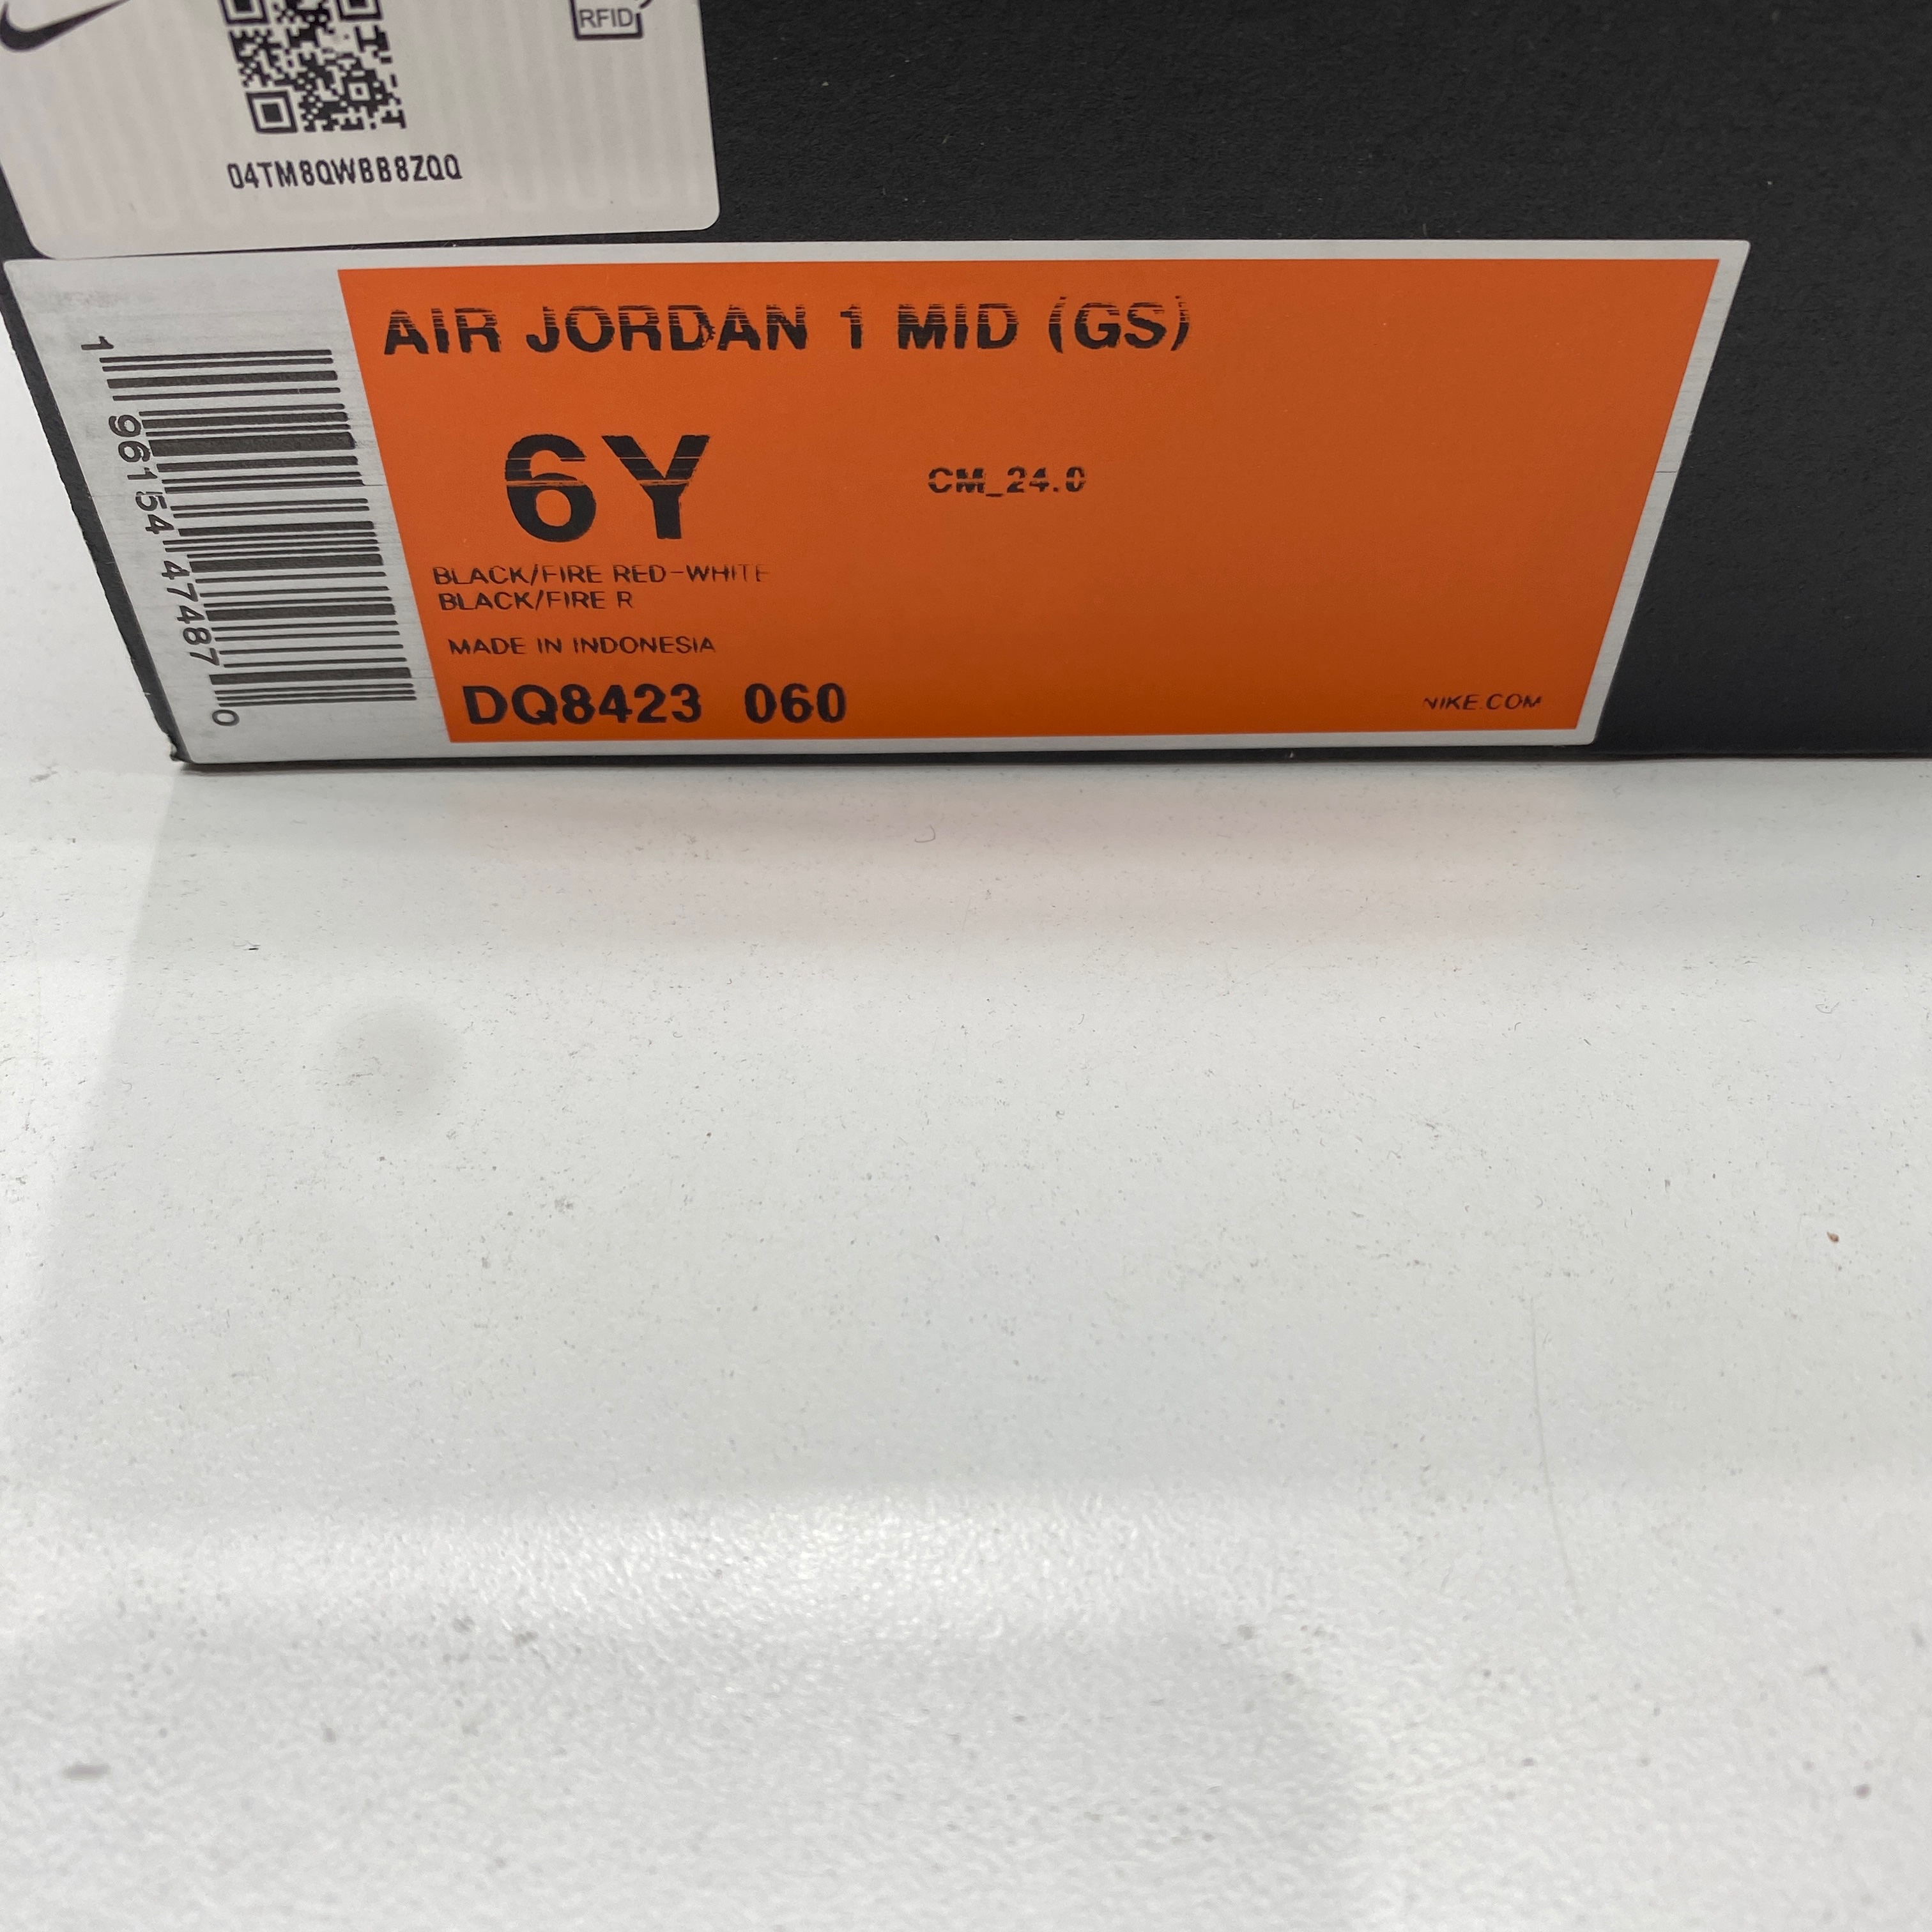 RFID
04TM8QWBB8ZQQ
AIR JORDAN 1 MID (GS)
6Y
CM_24.0
BLACK/FIRE RED-WHITE
BLACK/FIRE R
MADE IN INDONESIA
DQ8423 060
NIKE.COM
1 96154 47487 0